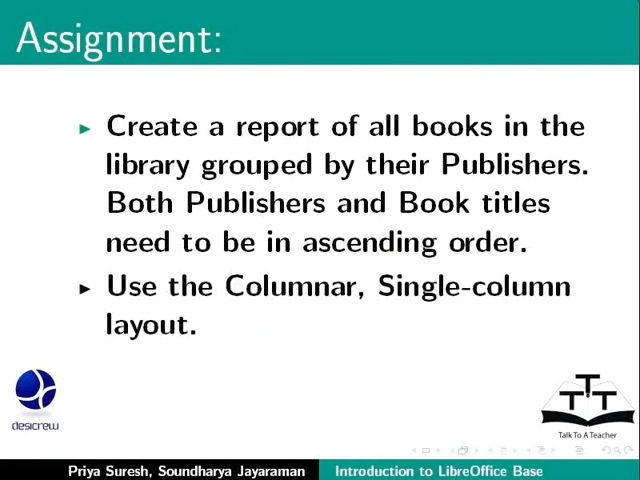 Assignment:
Create a report of all books in the
library grouped by their Publishers.
Both Publishers and Book titles
need to be in ascending order.
Use the Columnar, Single-column
layout.
desicrew
TTT
Talk To A Teacher
Priya Suresh, Soundharya Jayaraman
Introduction to LibreOffice Base